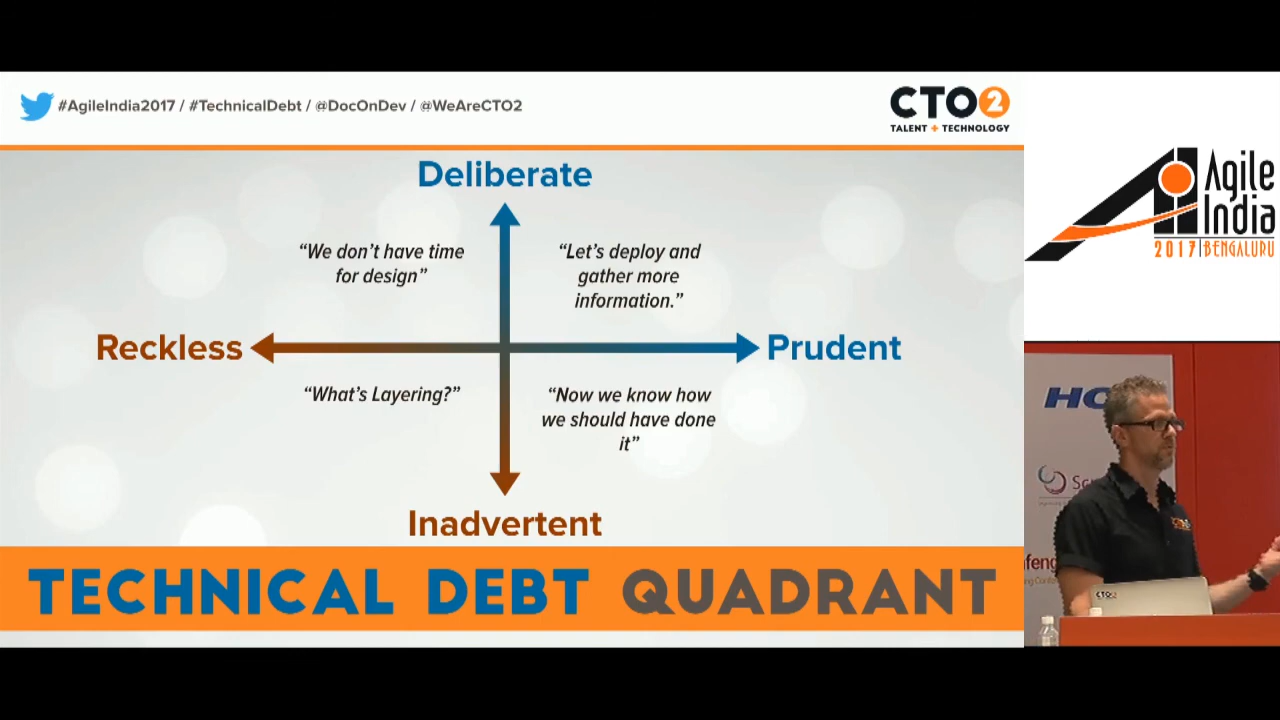 #AgileIndia2017 / #TechnicalDebt / @DocOnDev / @WeAreCTO2
CTO2
TALENT + TECHNOLOGY
Deliberate
“We don’t have time
for design”
“Let’s deploy and
gather more
information.”
Reckless
Prudent
“What’s Layering?”
“Now we know how
we should have done
it”
Inadvertent
TECHNICAL DEBT QUADRANT
Agile
India
2017 | BENGALURU
CTO2